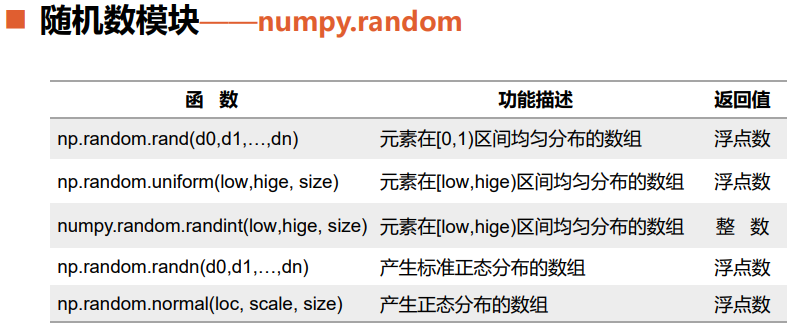 ■ 随机数模块——numpy.random
函 数 功能描述 返回值
np.random.rand(d0,d1,…,dn) 元素在[0,1)区间均匀分布的数组 浮点数
np.random.uniform(low,hige, size) 元素在[low,hige)区间均匀分布的数组 浮点数
numpy.random.randint(low,hige, size) 元素在[low,hige)区间均匀分布的数组 整 数
np.random.randn(d0,d1,…,dn) 产生标准正态分布的数组 浮点数
np.random.normal(loc, scale, size) 产生正态分布的数组 浮点数